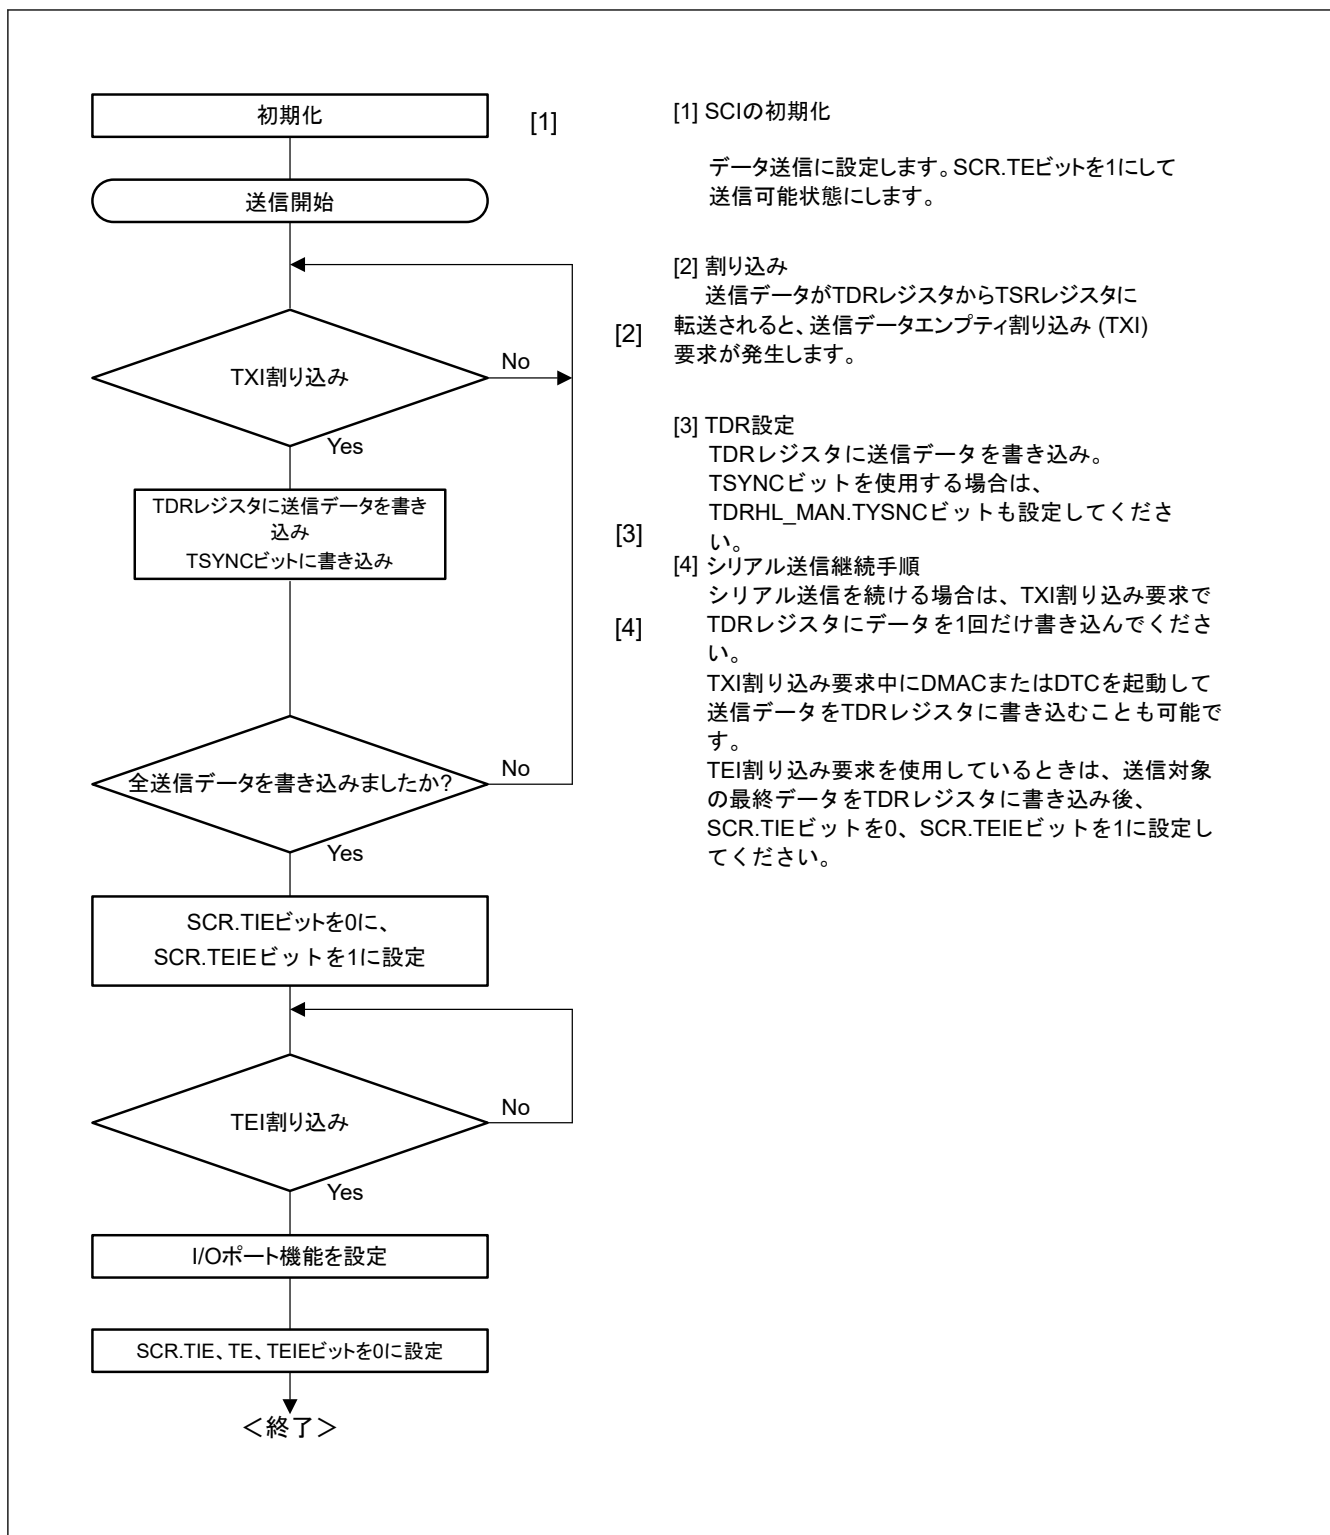 初期化
[1]
送信開始
TXI割り込み
No
[2]
Yes
TDRレジスタに送信データを書き
込み
TSYNCビットに書き込み
[3]
[4]
全送信データを書き込みましたか?
No
Yes
SCR.TIEビットを0に、
SCR.TEIEビットを1に設定
TEI割り込み
No
Yes
I/Oポート機能を設定
SCR.TIE、TE、TEIEビットを0に設定
＜終了＞
[1] SCIの初期化
データ送信に設定します。SCR.TEビットを1にして
送信可能状態にします。
[2] 割り込み
送信データがTDRレジスタからTSRレジスタに
転送されると、送信データエンプティ割り込み (TXI)
要求が発生します。
[3] TDR設定
TDRレジスタに送信データを書き込み。
TSYNCビットを使用する場合は、
TDRHL_MAN.TYSNCビットも設定してくださ
い。
[4] シリアル送信継続手順
シリアル送信を続ける場合は、TXI割り込み要求で
TDRレジスタにデータを1回だけ書き込んでくださ
い。
TXI割り込み要求中にDMACまたはDTCを起動して
送信データをTDRレジスタに書き込むことも可能で
す。
TEI割り込み要求を使用しているときは、送信対象
の最終データをTDRレジスタに書き込み後、
SCR.TIEビットを0、SCR.TEIEビットを1に設定し
てください。